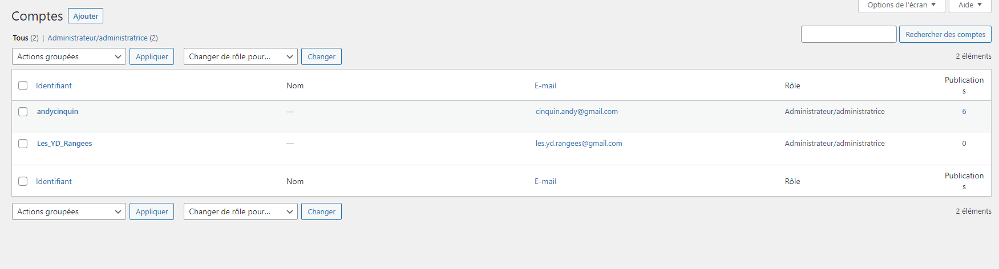 Options de l'écran ▼ Aide ▼
Comptes Ajouter
Tous (2) | Administrateur/administratrice (2)
Rechercher des comptes
Actions groupées Appliquer Changer de rôle pour... Changer 2 éléments
Identifiant Nom E-mail Rôle Publication
s
andycinquin — cinquin.andy@gmail.com Administrateur/administratrice 6
Les_YD_Rangees — les.yd.rangees@gmail.com Administrateur/administratrice 0
Identifiant Nom E-mail Rôle Publication
s
Actions groupées Appliquer Changer de rôle pour... Changer 2 éléments